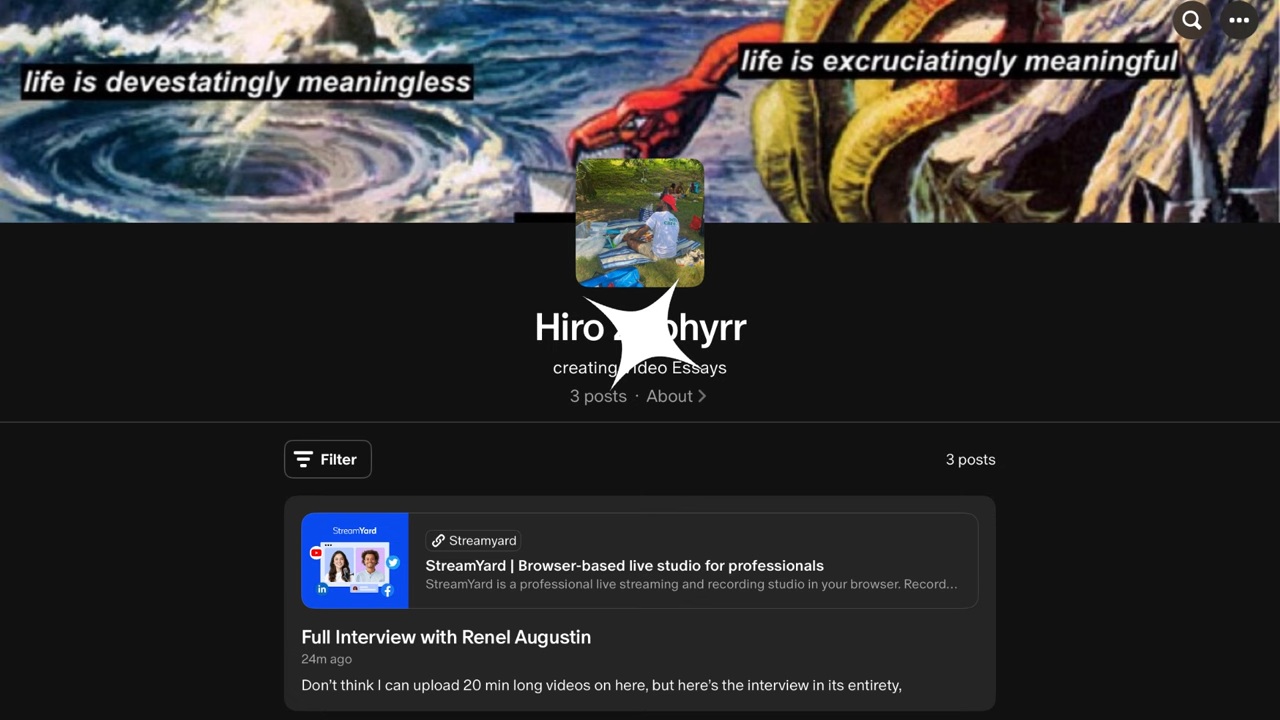 life is devestatingly meaningless
life is excruciatingly meaningful
Hiro
creating Video Essays
3 posts · About >
Filter
3 posts
StreamYard
Streamyard
StreamYard | Browser-based live studio for professionals
StreamYard is a professional live streaming and recording studio in your browser. Record...
Full Interview with Renel Augustin
24m ago
Don't think I can upload 20 min long videos on here, but here's the interview in its entirety,